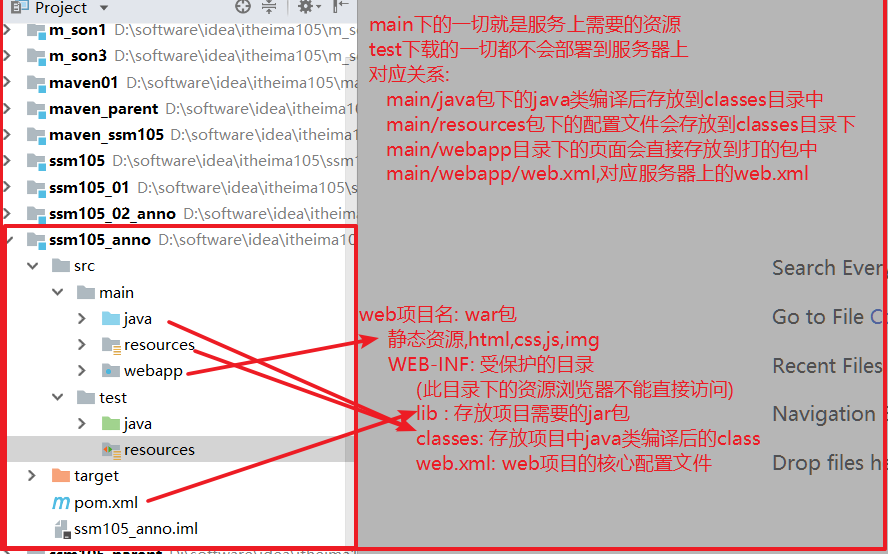 Project
m_son1 D:\software\idea\itheima105\m_s
m_son3 D:\software\idea\itheima105\m_s
maven01 D:\software\idea\itheima105\ma
maven_parent D:\software\idea\itheima
maven_ssm105 D:\software\idea\itheima
ssm105 D:\software\idea\itheima105\ssm1
ssm105_01 D:\software\idea\itheima105\s
ssm105_02_anno D:\software\idea\itheim
ssm105_anno D:\software\idea\itheima10
src
main
java
resources
webapp
test
java
resources
target
pom.xml
ssm105_anno.iml
main下的一切就是服务上需要的资源
test下载的一切都不会部署到服务器上
对应关系:
main/java包下的java类编译后存放到classes目录中
main/resources包下的配置文件会存放到classes目录下
main/webapp目录下的页面会直接存放到打的包中
main/webapp/web.xml,对应服务器上的web.xml
web项目名: war包
静态资源,html,css,js,img
WEB-INF: 受保护的目录
(此目录下的资源浏览器不能直接访问)
lib : 存放项目需要的jar包
classes: 存放项目中java类编译后的class
web.xml: web项目的核心配置文件
Search Ever
Go to File C
Recent Files
Navigation
Drop files h